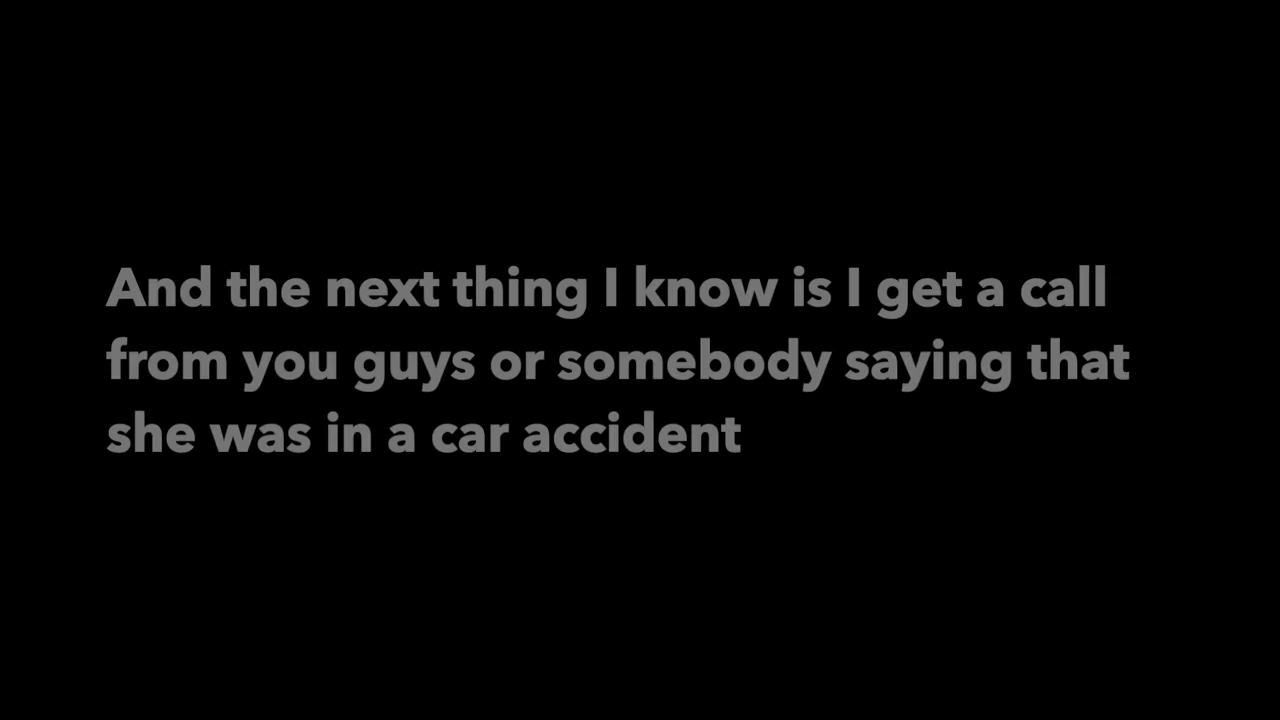 And the next thing I know is I get a call
from you guys or somebody saying that
she was in a car accident